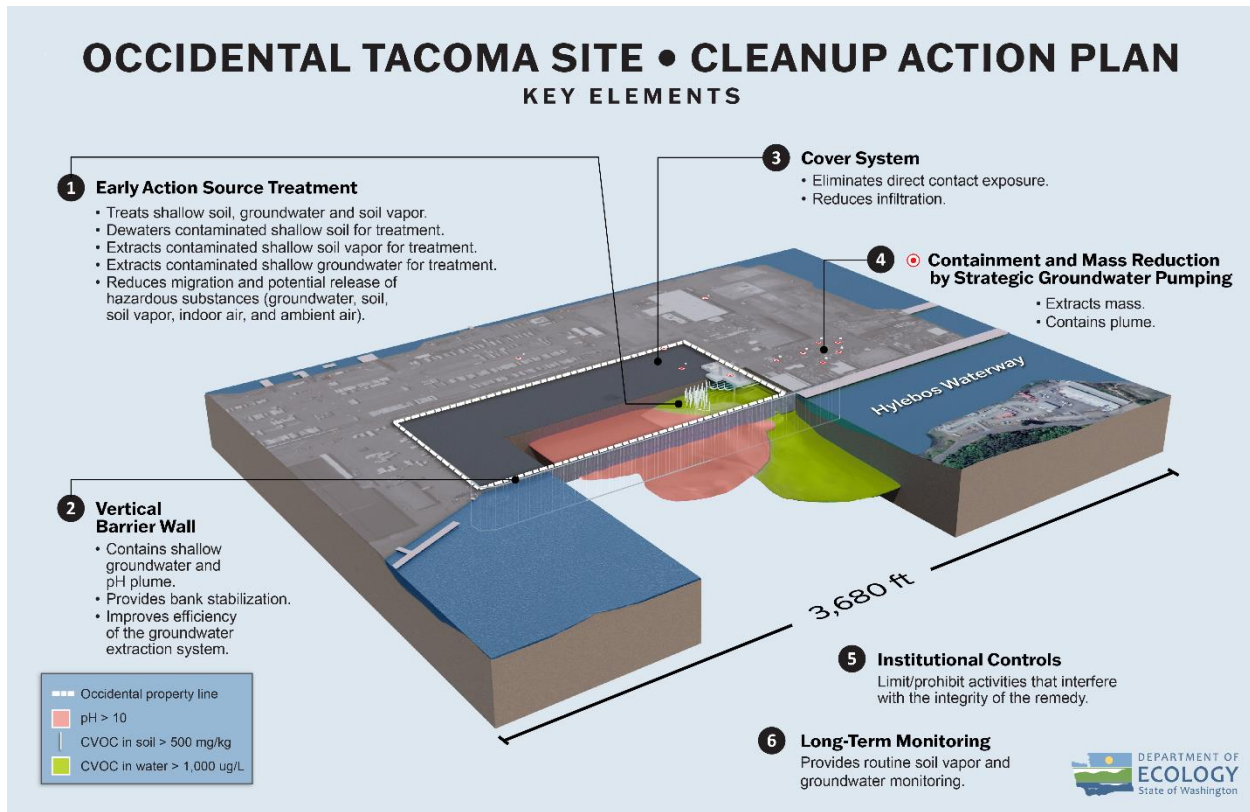 OCCIDENTAL TACOMA SITE • CLEANUP ACTION PLAN
KEY ELEMENTS
1 Early Action Source Treatment
• Treats shallow soil, groundwater and soil vapor.
• Dewaters contaminated shallow soil for treatment.
• Extracts contaminated shallow soil vapor for treatment.
• Extracts contaminated shallow groundwater for treatment.
• Reduces migration and potential release of
hazardous substances (groundwater, soil,
soil vapor, indoor air, and ambient air).
3 Cover System
• Eliminates direct contact exposure.
• Reduces infiltration.
4 Containment and Mass Reduction
by Strategic Groundwater Pumping
• Extracts mass.
• Contains plume.
Hylebos Waterway
2 Vertical
Barrier Wall
• Contains shallow
groundwater and
pH plume.
• Provides bank stabilization.
• Improves efficiency
of the groundwater
extraction system.
3,680 ft
Occidental property line
pH > 10
CVOC in soil > 500 mg/kg
CVOC in water > 1,000 ug/L
5 Institutional Controls
Limit/prohibit activities that interfere
with the integrity of the remedy.
6 Long-Term Monitoring
Provides routine soil vapor and
groundwater monitoring.
DEPARTMENT OF
ECOLOGY
State of Washington